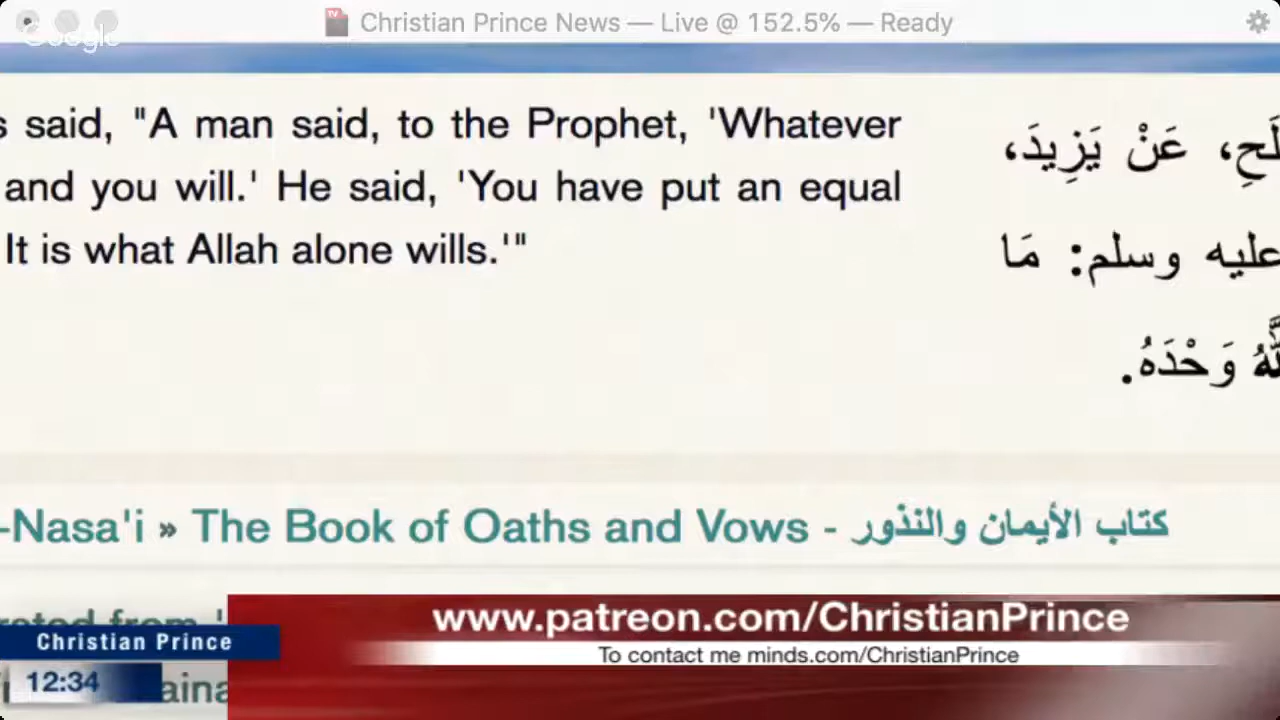 Christian Prince News — Live @ 152.5% — Ready
Google
said, "A man said, to the Prophet, 'Whatever
and you will.' He said, 'You have put an equal
It is what Allah alone wills.'"
عَنْ يَزِيدَ،
عليه وسلم: مَا
وَحْدَهُ.
-Nasa'i » The Book of Oaths and Vows - كتاب الأيمان والنذور
from '
www.patreon.com/ChristianPrince
Christian Prince
To contact me minds.com/ChristianPrince
12:34